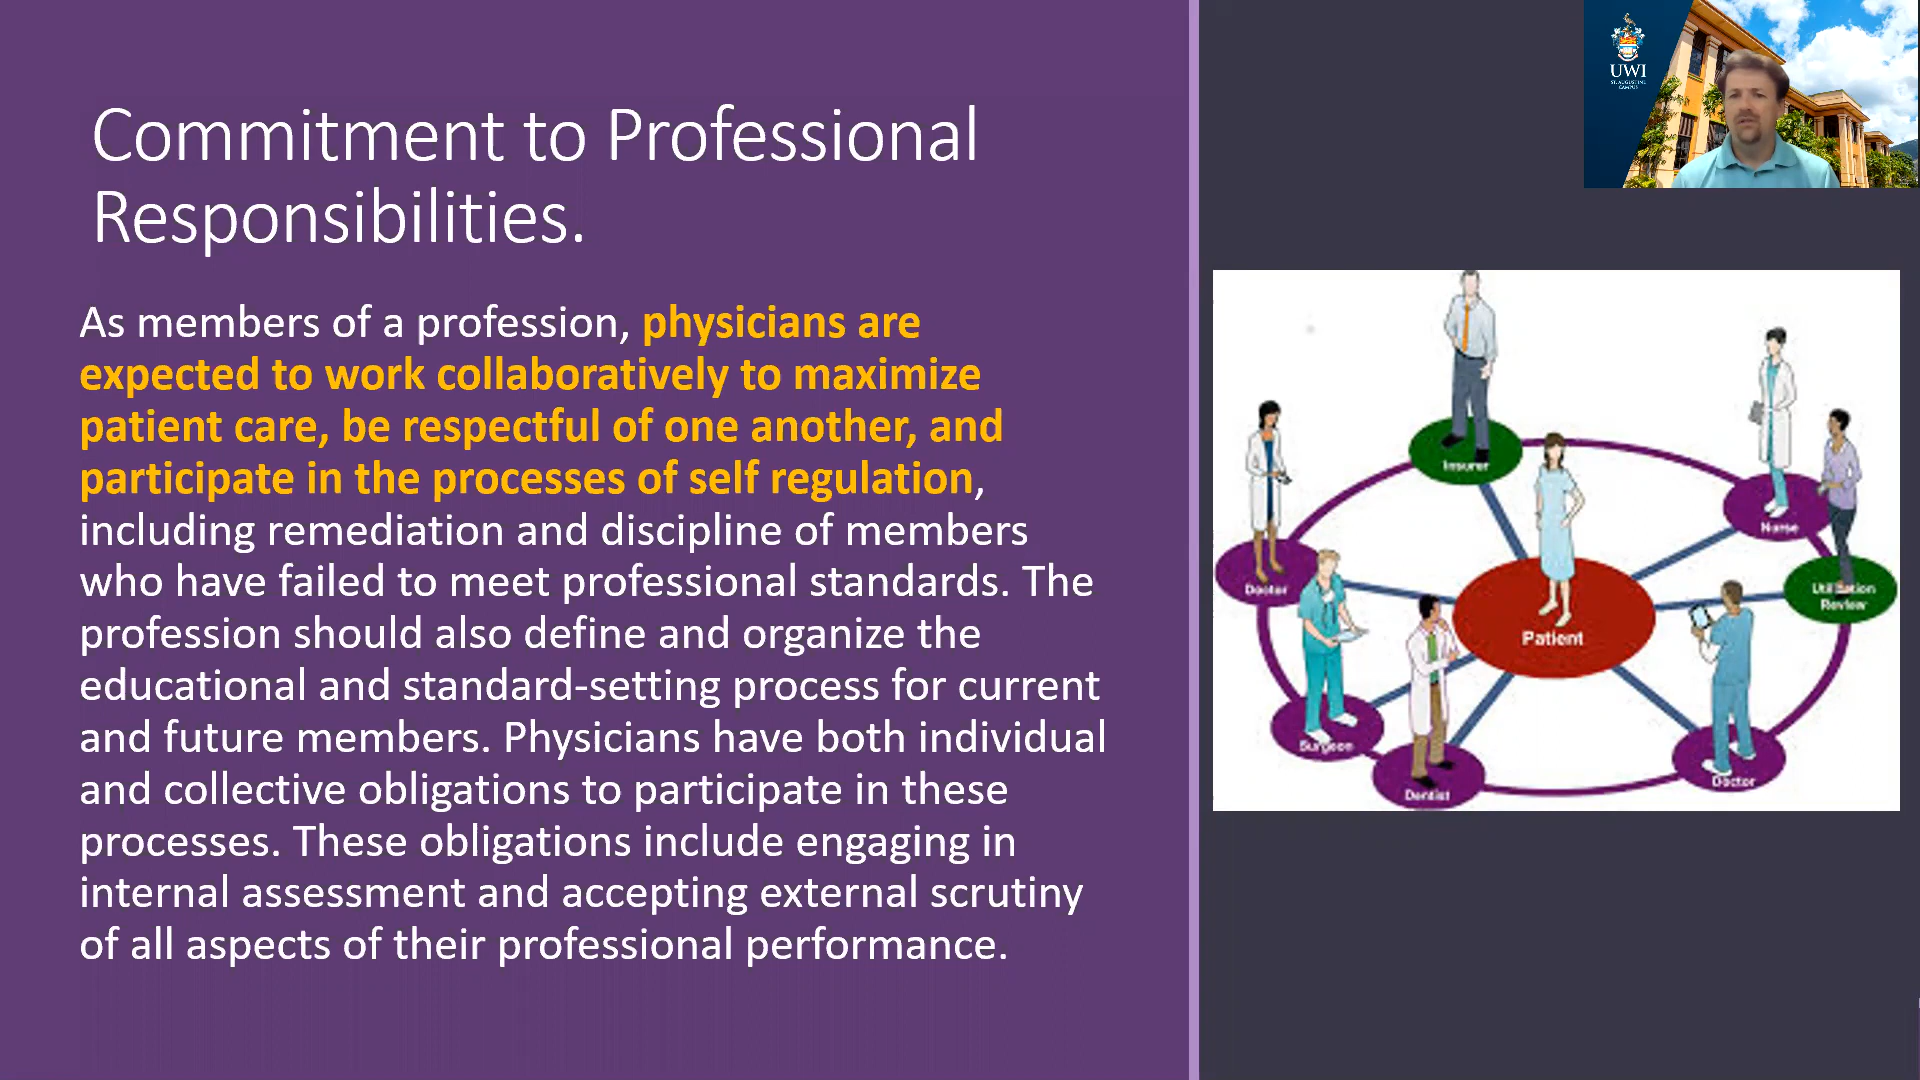 Commitment to Professional
Responsibilities.
As members of a profession, physicians are
expected to work collaboratively to maximize
patient care, be respectful of one another, and
participate in the processes of self regulation,
including remediation and discipline of members
who have failed to meet professional standards. The
profession should also define and organize the
educational and standard-setting process for current
and future members. Physicians have both individual
and collective obligations to participate in these
processes. These obligations include engaging in
internal assessment and accepting external scrutiny
of all aspects of their professional performance.
UWI
ST. AUGUSTINE
CAMPUS
Insurer
Nurse
Doctor
Utilization
Review
Patient
Surgeon
Doctor
Dentist